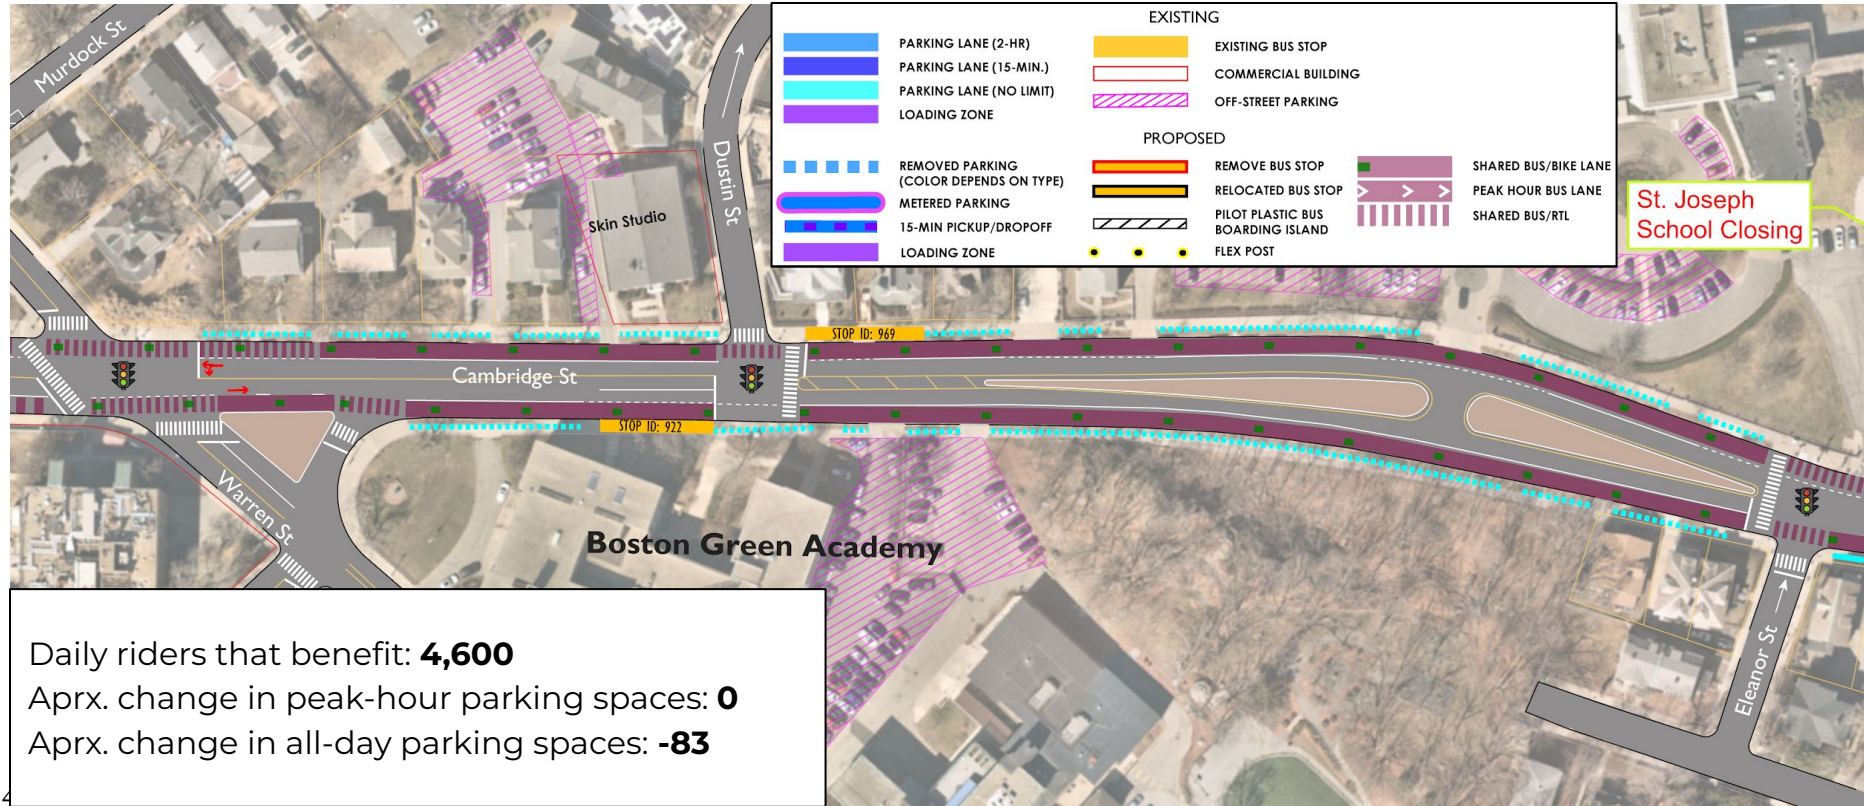 Murdock St
Dustin St
Skin Studio
EXISTING
PARKING LANE (2-HR)
PARKING LANE (15-MIN.)
PARKING LANE (NO LIMIT)
LOADING ZONE
EXISTING BUS STOP
COMMERCIAL BUILDING
OFF-STREET PARKING
PROPOSED
REMOVED PARKING
(COLOR DEPENDS ON TYPE)
METERED PARKING
15-MIN PICKUP/DROPOFF
LOADING ZONE
REMOVE BUS STOP
RELOCATED BUS STOP
PILOT PLASTIC BUS
BOARDING ISLAND
FLEX POST
SHARED BUS/BIKE LANE
PEAK HOUR BUS LANE
SHARED BUS/RTL
St. Joseph
School Closing
STOP ID: 969
Cambridge St
STOP ID: 922
Warren St
Boston Green Academy
Eleanor St
Daily riders that benefit: 4,600
Aprx. change in peak-hour parking spaces: 0
Aprx. change in all-day parking spaces: -83